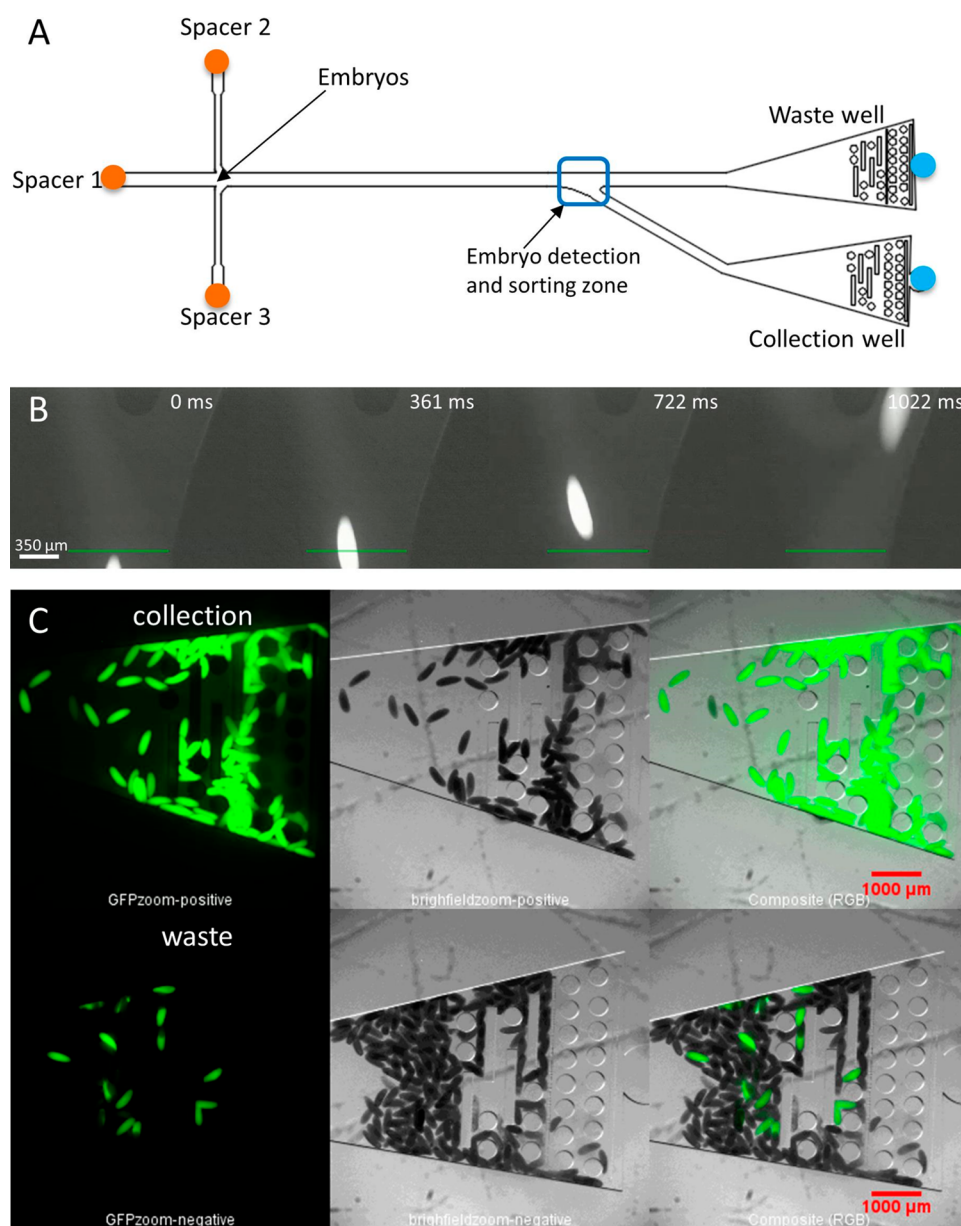 A
Spacer 2
Embryos
Waste well
Spacer 1
Embryo detection
and sorting zone
Spacer 3
Collection well
B
0 ms
361 ms
722 ms
1022 ms
350 µm
C
collection
GFPzoom-positive
brighfieldzoom-positive
1000 µm
Composite (RGB)
waste
GFPzoom-negative
brighfieldzoom-negative
1000 µm
Composite (RGB)